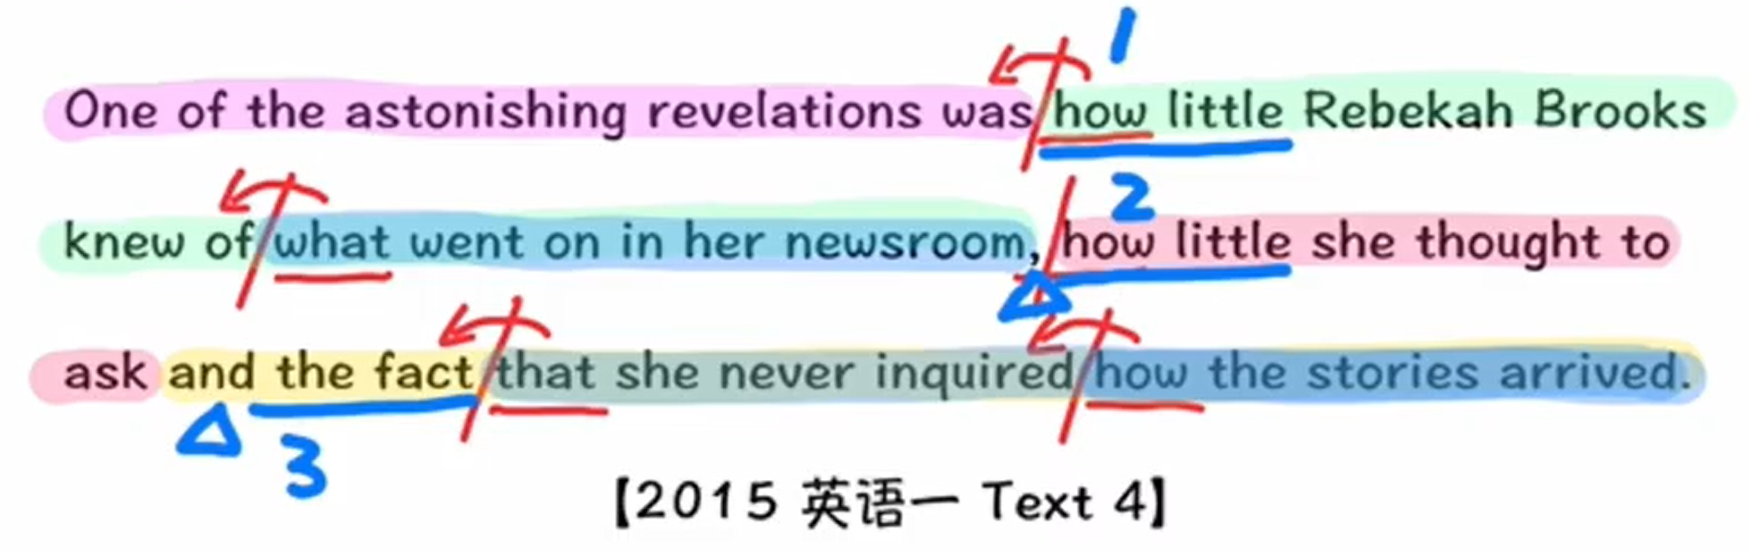 1
One of the astonishing revelations was how little Rebekah Brooks
2
knew of what went on in her newsroom, how little she thought to
ask and the fact that she never inquired how the stories arrived.
3
【2015 英语一 Text 4】